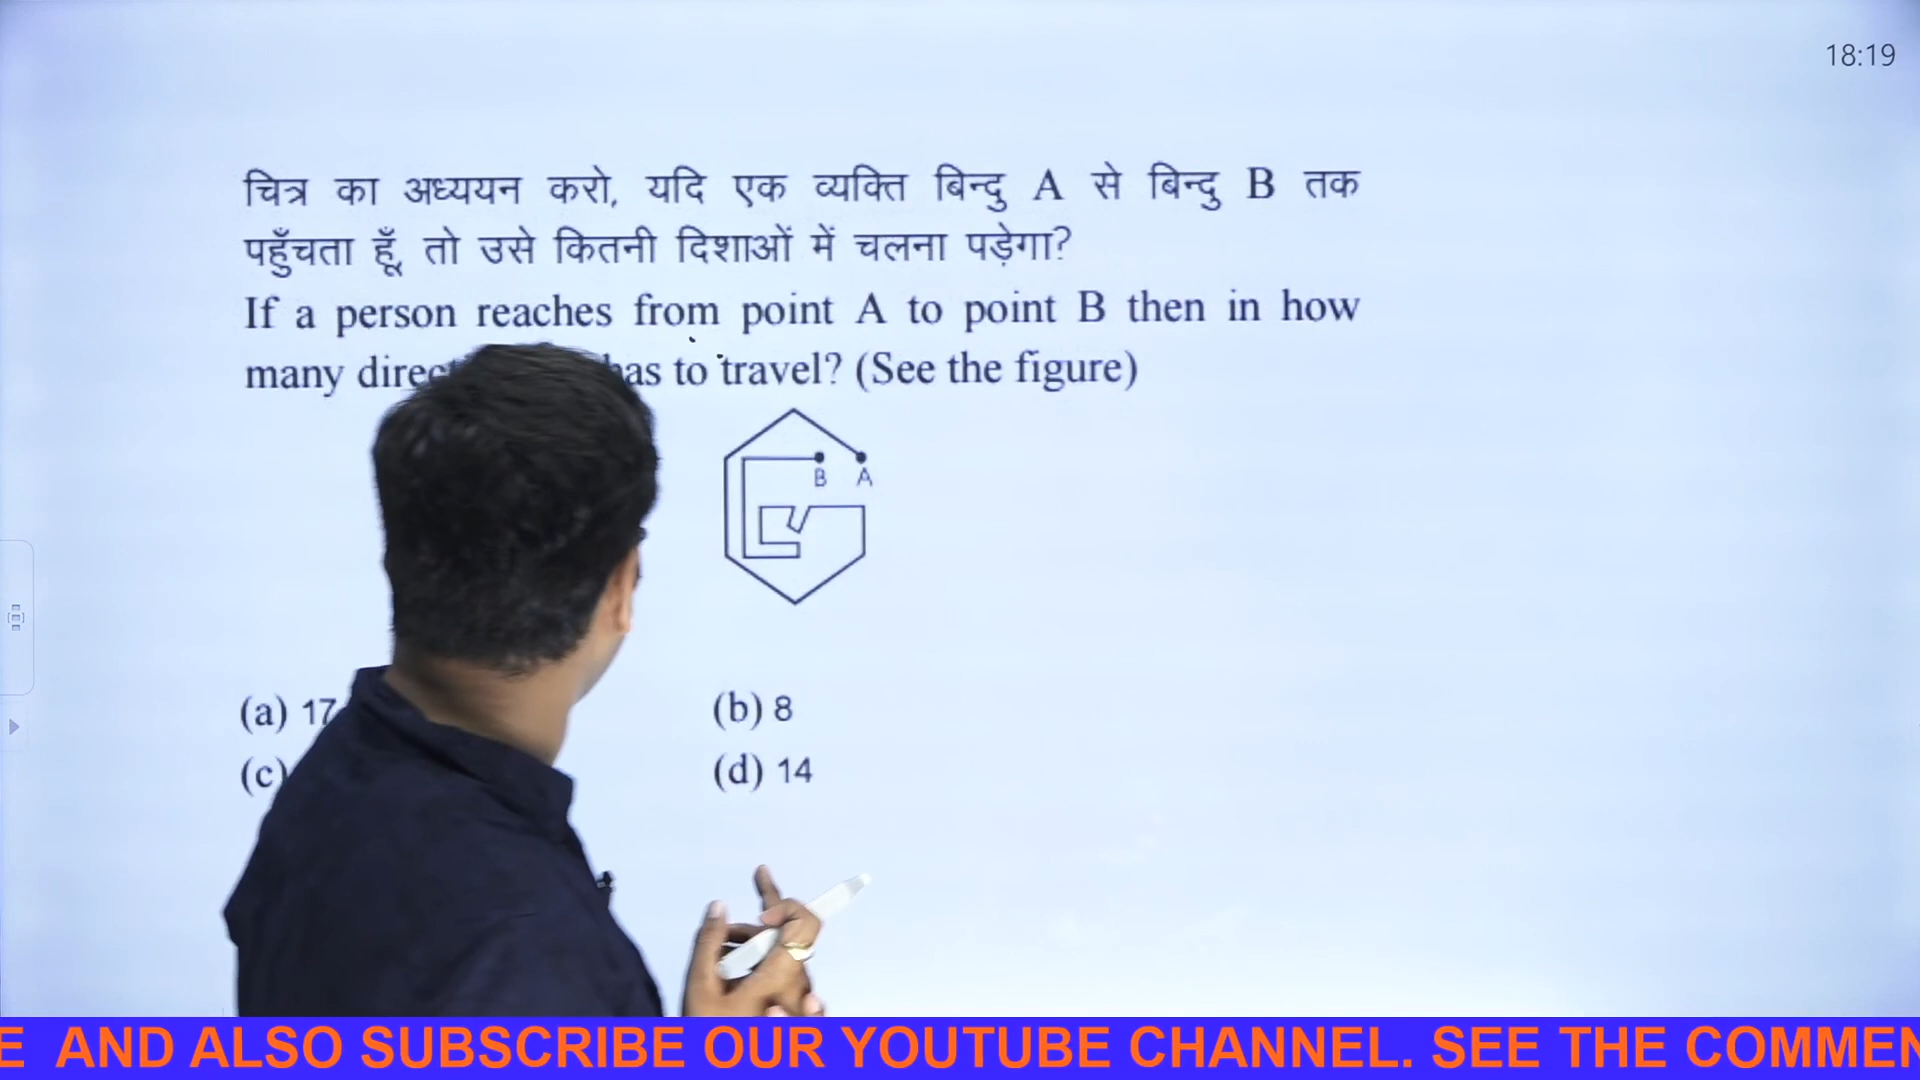 18:19
चित्र का अध्ययन करो, यदि एक व्यक्ति बिन्दु A से बिन्दु B तक
पहुँचता हूँ, तो उसे कितनी दिशाओं में चलना पड़ेगा?
If a person reaches from point A to point B then in how
many has to travel? (See the figure)
B A
(a) 17 (b) 8
(c) (d) 14
E AND ALSO SUBSCRIBE OUR YOUTUBE CHANNEL. SEE THE COMMEN